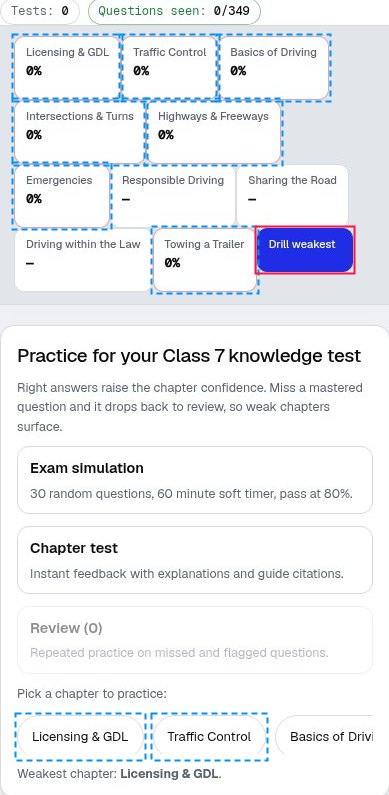 Tests: 0 Questions seen: 0/349
Licensing & GDL Traffic Control Basics of Driving
0% 0% 0%
Intersections & Turns Highways & Freeways
0% 0%
Emergencies Responsible Driving Sharing the Road
0% – –
Driving within the Law Towing a Trailer Drill weakest
– 0%
Practice for your Class 7 knowledge test
Right answers raise the chapter confidence. Miss a mastered
question and it drops back to review, so weak chapters
surface.
Exam simulation
30 random questions, 60 minute soft timer, pass at 80%.
Chapter test
Instant feedback with explanations and guide citations.
Review (0)
Repeated practice on missed and flagged questions.
Pick a chapter to practice:
Licensing & GDL Traffic Control Basics of Drivi
Weakest chapter: Licensing & GDL.